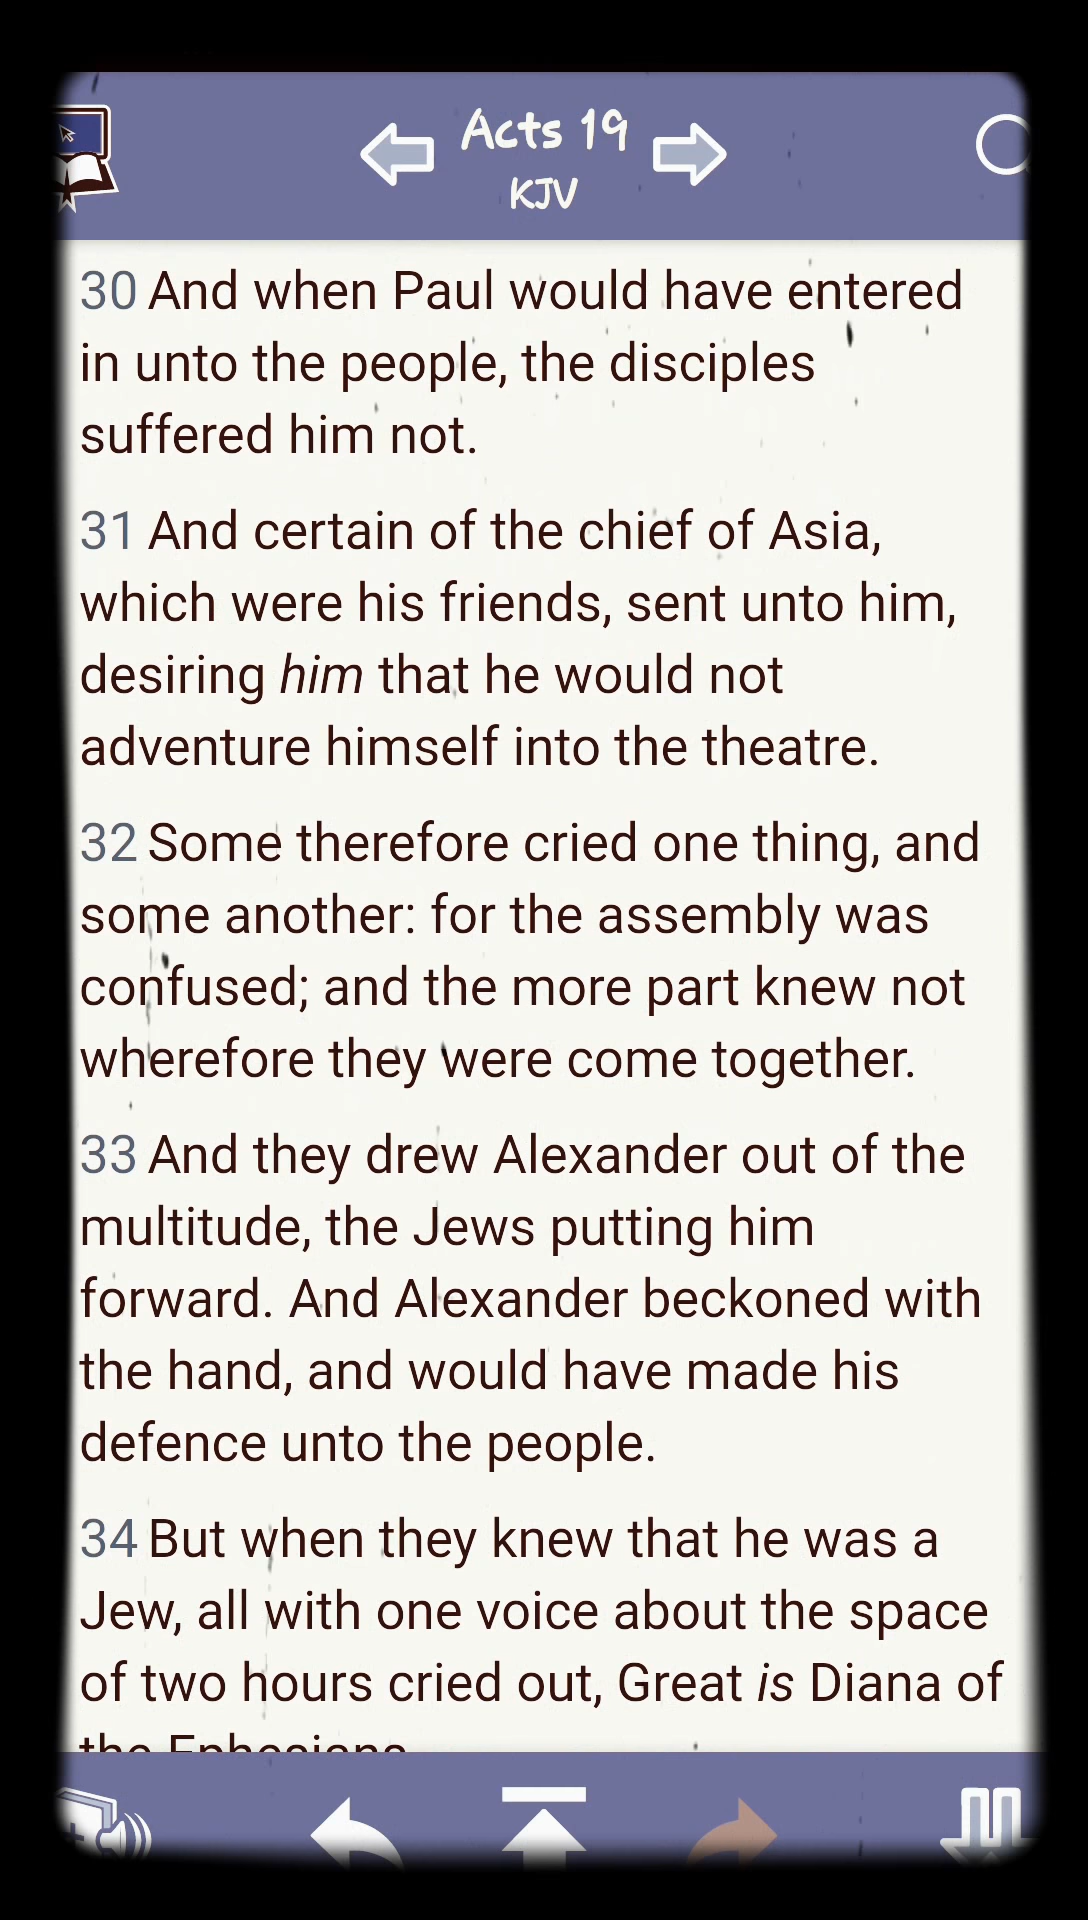 Acts 19
KJV
30 And when Paul would have entered
in unto the people, the disciples
suffered him not.
31 And certain of the chief of Asia,
which were his friends, sent unto him,
desiring him that he would not
adventure himself into the theatre.
32 Some therefore cried one thing, and
some another: for the assembly was
confused; and the more part knew not
wherefore they were come together.
33 And they drew Alexander out of the
multitude, the Jews putting him
forward. And Alexander beckoned with
the hand, and would have made his
defence unto the people.
34 But when they knew that he was a
Jew, all with one voice about the space
of two hours cried out, Great is Diana of
the Ephesians